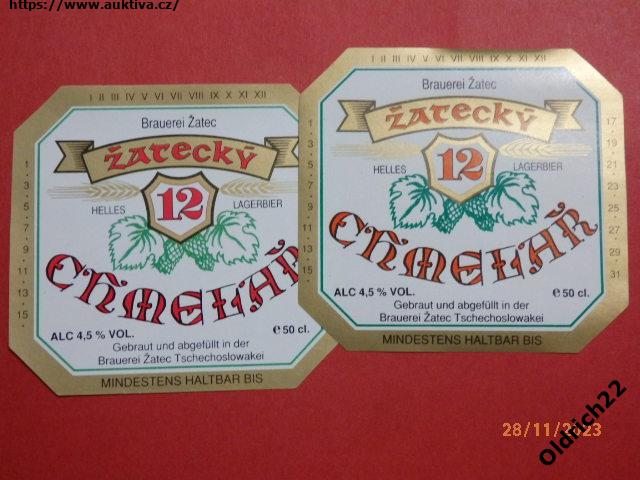 https://www.auktiva.cz/
I II III IV V VI VII VIII IX X XI XII
Brauerei Žatec
ŽATECKÝ
HELLES 12 LAGERBIER
CHMELAŘ
ALC 4,5 % VOL. e 50 cl.
Gebraut und abgefüllt in der
Brauerei Žatec Tschechoslowakei
MINDESTENS HALTBAR BIS
1
3
5
7
9
11
13
15
I II III IV V VI VII VIII IX X XI XII
Brauerei Žatec
ŽATECKÝ
HELLES 12 LAGERBIER
CHMELAŘ
ALC 4,5 % VOL. e 50 cl.
Gebraut und abgefüllt in der
Brauerei Žatec Tschechoslowakei
MINDESTENS HALTBAR BIS
1
3
5
7
9
11
13
15
17
19
21
23
25
27
29
31
28/11/2023
Oldrich22